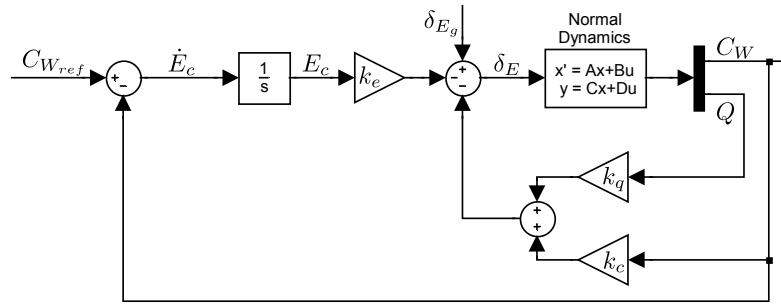 δ_{E_g}
Normal
Dynamics
C_{W_{ref}}
+
−
Ė_c
1
s
E_c
k_e
−
+
−
δ_E
x' = Ax+Bu
y = Cx+Du
C_W
Q
k_q
+
+
k_c